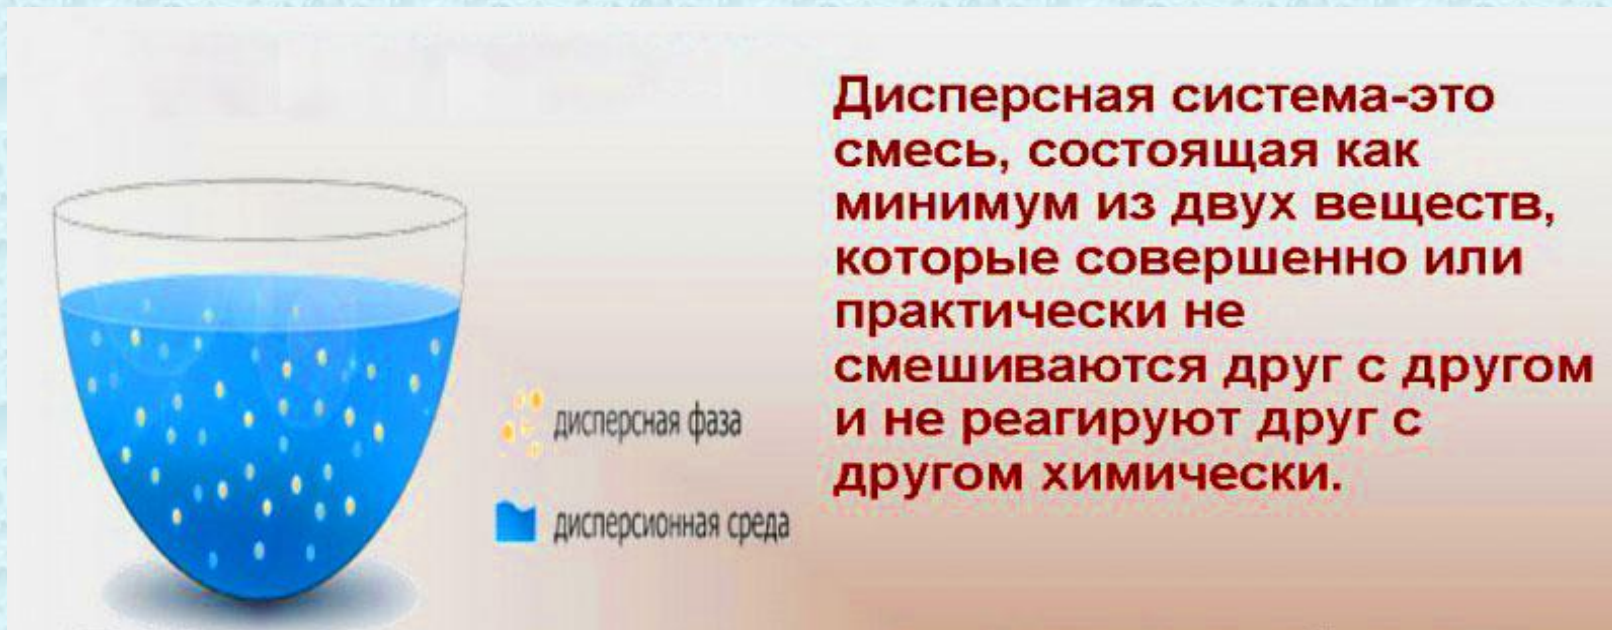 Дисперсная система-это
смесь, состоящая как
минимум из двух веществ,
которые совершенно или
практически не
смешиваются друг с другом
и не реагируют друг с
другом химически.
дисперсная фаза
дисперсионная среда